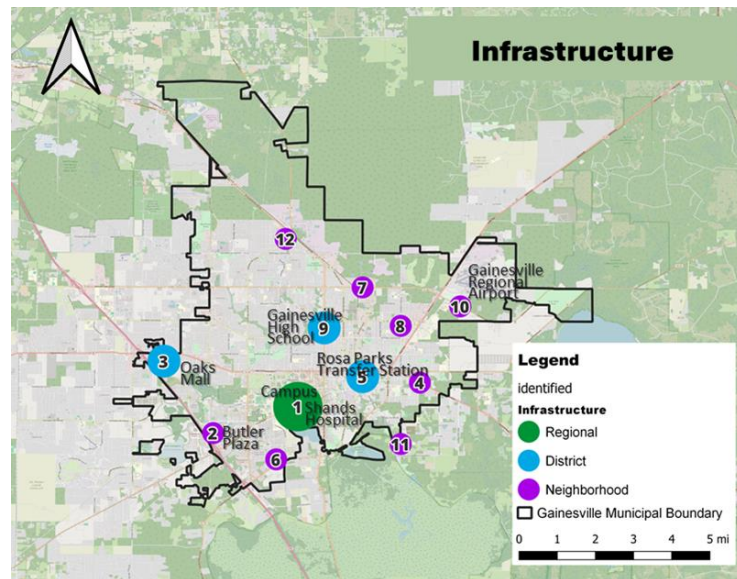 Infrastructure
12
Gainesville
Regional
Airport
7
10
Gainesville
High
School
9
8
Rosa Parks
Transfer Station
3
Oaks
Mall
5
4
Campus
1
Shands
Hospital
2
Butler
Plaza
6
11
Legend
identified
Infrastructure
Regional
District
Neighborhood
Gainesville Municipal Boundary
0 1 2 3 4 5 mi